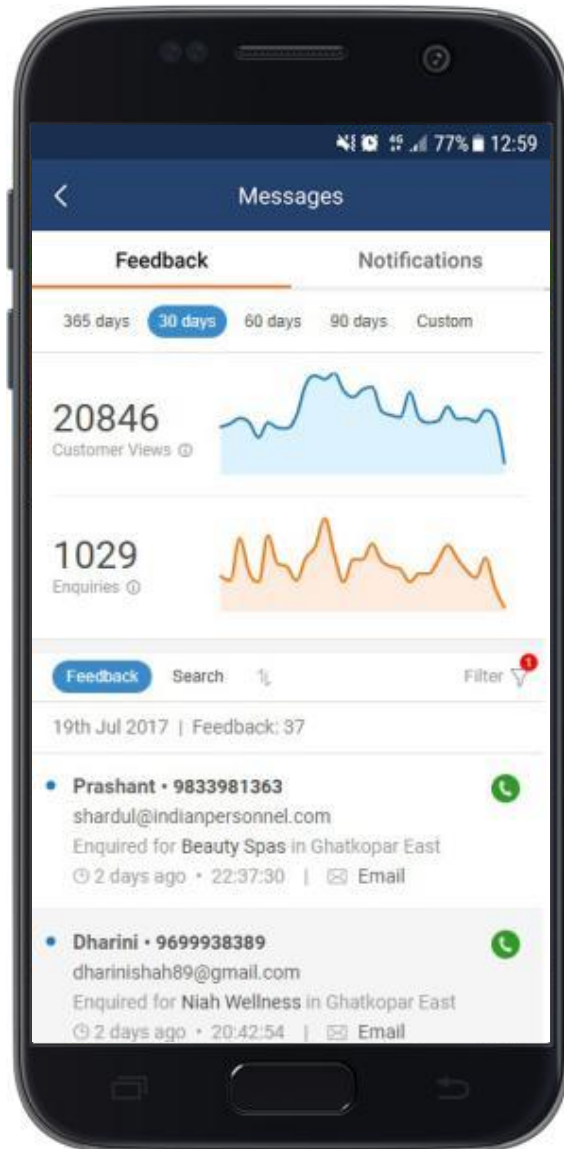 4G 77% 12:59
Messages
Feedback Notifications
365 days 30 days 60 days 90 days Custom
20846
Customer Views
1029
Enquiries
Feedback Search Filter 1
19th Jul 2017 | Feedback: 37
Prashant • 9833981363
shardul@indianpersonnel.com
Enquired for Beauty Spas in Ghatkopar East
2 days ago • 22:37:30 | Email
Dharini • 9699938389
dharinishah89@gmail.com
Enquired for Niah Wellness in Ghatkopar East
2 days ago • 20:42:54 | Email